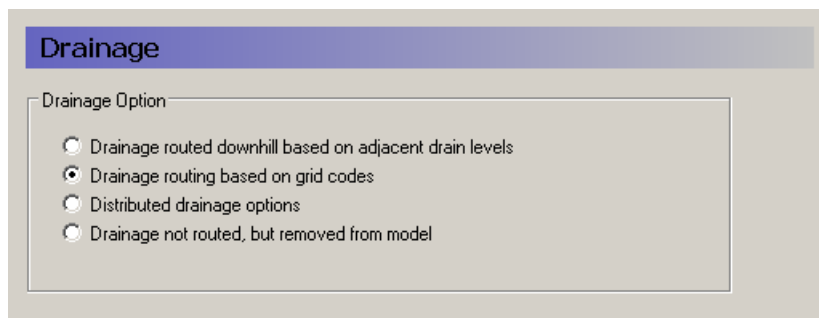 Drainage
Drainage Option
Drainage routed downhill based on adjacent drain levels
Drainage routing based on grid codes
Distributed drainage options
Drainage not routed, but removed from model